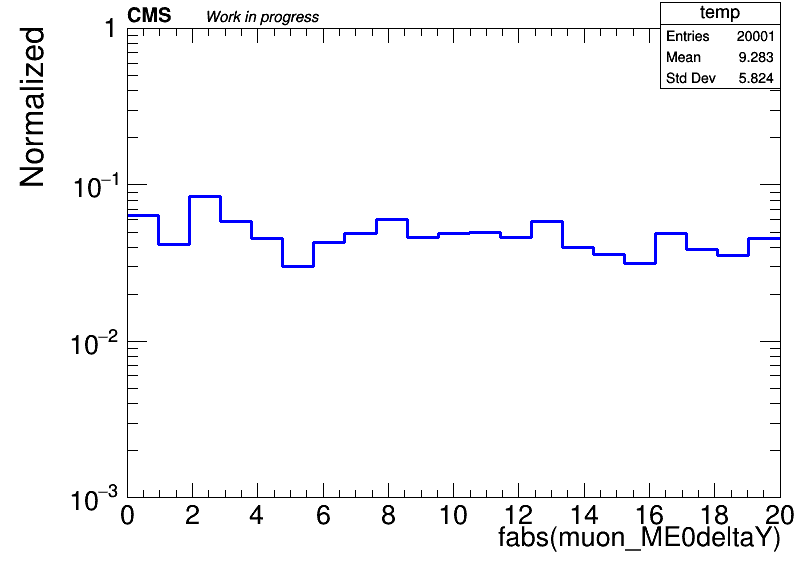 CMS Work in progress
temp
Entries 20001
Mean 9.283
Std Dev 5.824
Normalized
1
10−1
10−2
10−3
0 2 4 6 8 10 12 14 16 18 20
fabs(muon_ME0deltaY)